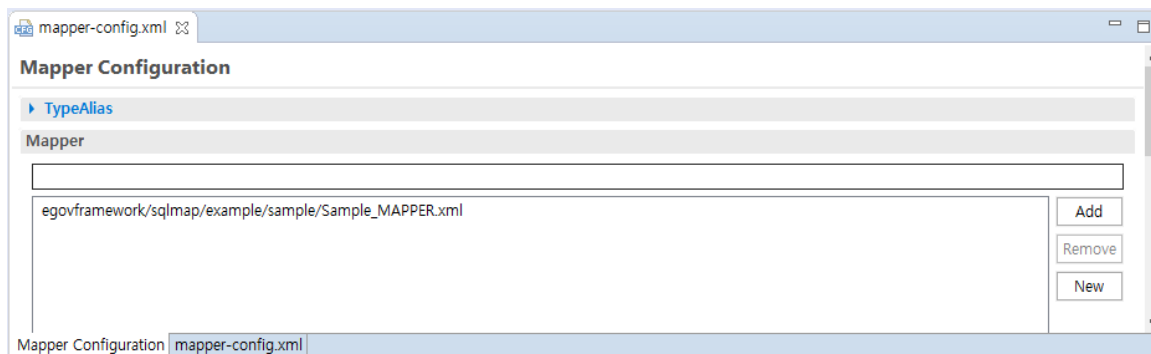 CFG mapper-config.xml
Mapper Configuration
TypeAlias
Mapper
egovframework/sqlmap/example/sample/Sample_MAPPER.xml
Add
Remove
New
Mapper Configuration mapper-config.xml